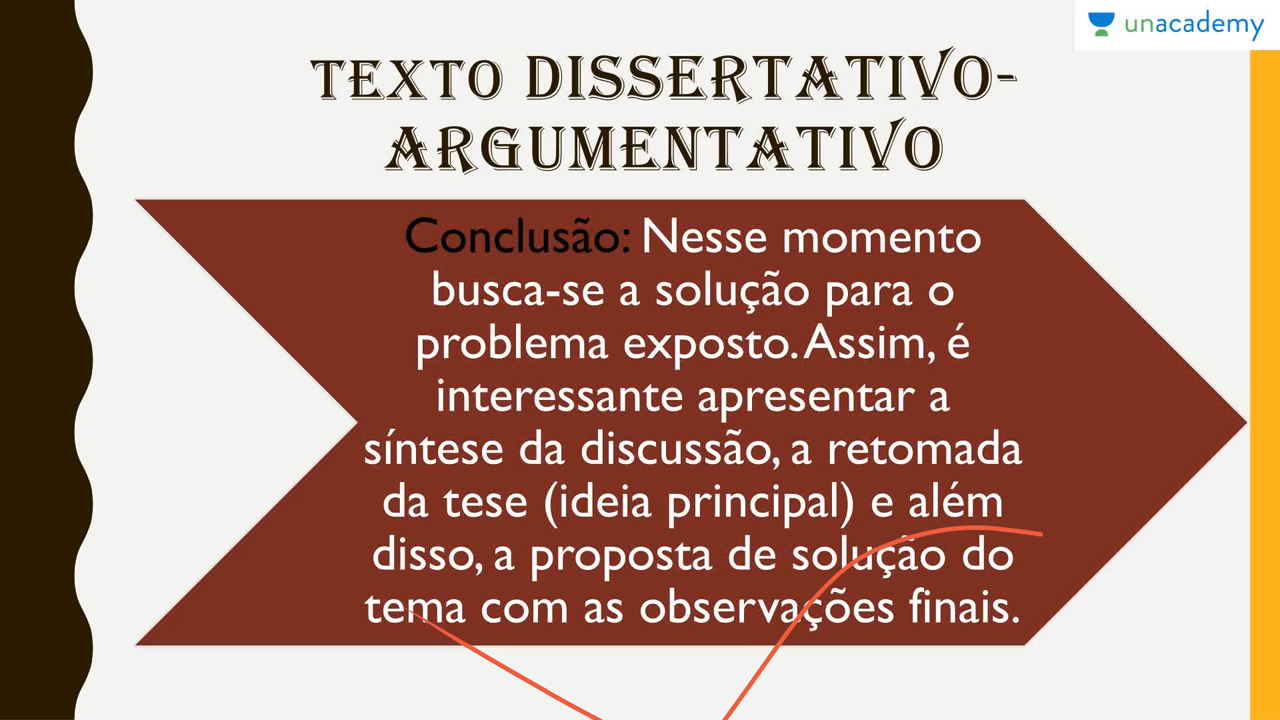 unacademy
TEXTO DISSERTATIVO-
ARGUMENTATIVO
Conclusão: Nesse momento
busca-se a solução para o
problema exposto. Assim, é
interessante apresentar a
síntese da discussão, a retomada
da tese (ideia principal) e além
disso, a proposta de solução do
tema com as observações finais.